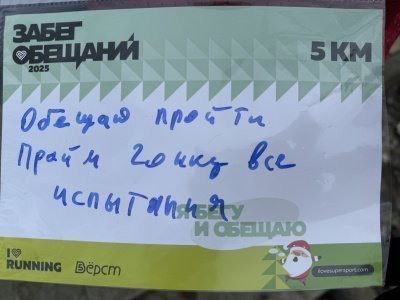 ЗАБЕГ
ОБЕЩАНИЙ
2025
5 КМ
Обещаю пройти
Прайм гонку все
испытания
Я БЕГУ
И ОБЕЩАЮ
I
RUNNING
Вёрст
ilovesupersport.com